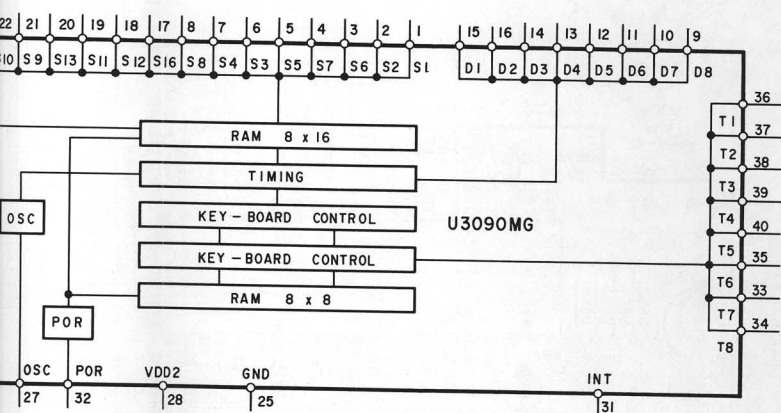 22 21 20 19 18 17 8 7 6 5 4 3 2 1 15 16 14 13 12 11 10 9
S10 S9 S13 S11 S12 S16 S8 S4 S3 S5 S7 S6 S2 S1 D1 D2 D3 D4 D5 D6 D7 D8
36
T1
37
RAM 8 x 16
T2
38
TIMING
T3
39
OSC
KEY-BOARD CONTROL
U3090MG
T4
40
KEY-BOARD CONTROL
T5
35
T6
RAM 8 x 8
33
POR
T7
34
T8
OSC POR VDD2 GND INT
27 32 28 25 31